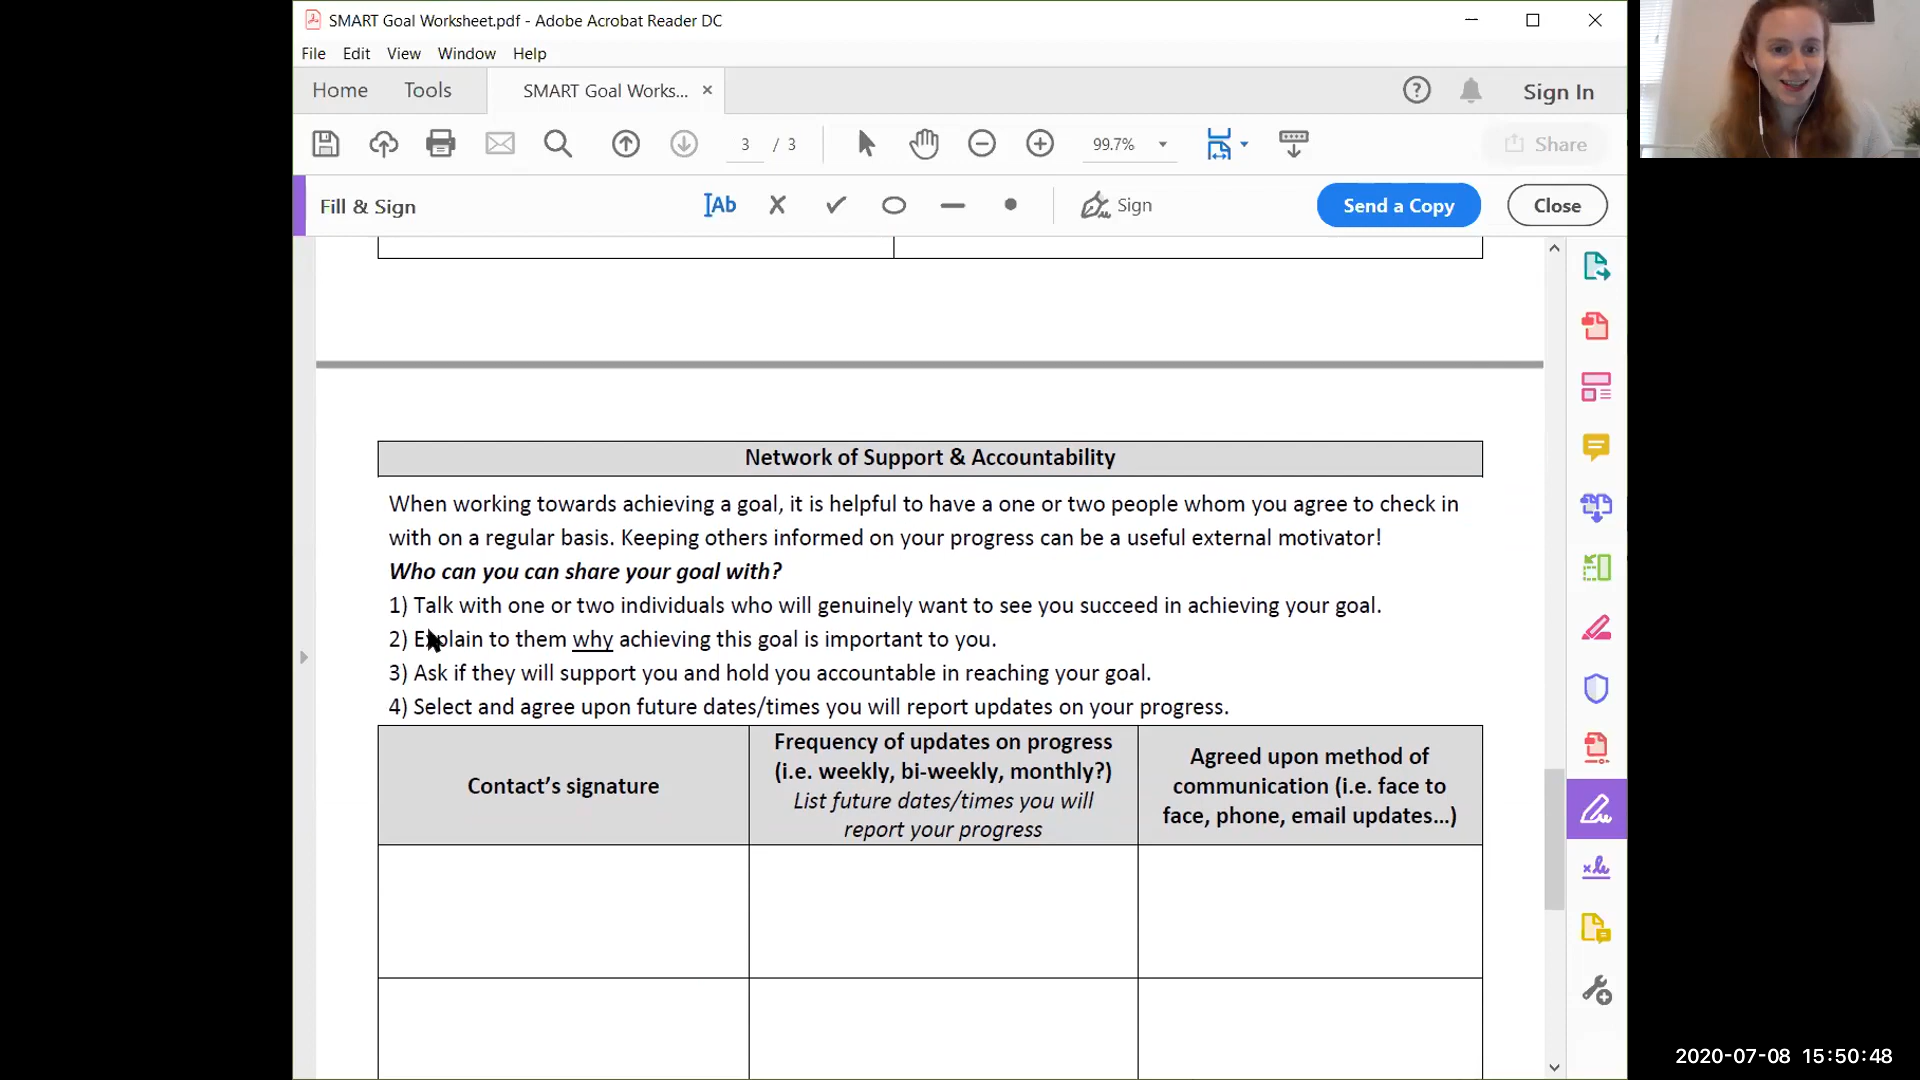 SMART Goal Worksheet.pdf - Adobe Acrobat Reader DC
File Edit View Window Help
Home Tools SMART Goal Works... × Sign In
3 / 3 99.7% Share
Fill & Sign Ab Sign Send a Copy Close
Network of Support & Accountability
When working towards achieving a goal, it is helpful to have a one or two people whom you agree to check in
with on a regular basis. Keeping others informed on your progress can be a useful external motivator!
Who can you can share your goal with?
1) Talk with one or two individuals who will genuinely want to see you succeed in achieving your goal.
2) Explain to them why achieving this goal is important to you.
3) Ask if they will support you and hold you accountable in reaching your goal.
4) Select and agree upon future dates/times you will report updates on your progress.
Contact's signature
Frequency of updates on progress
(i.e. weekly, bi-weekly, monthly?)
List future dates/times you will
report your progress
Agreed upon method of
communication (i.e. face to
face, phone, email updates...)
2020-07-08 15:50:48